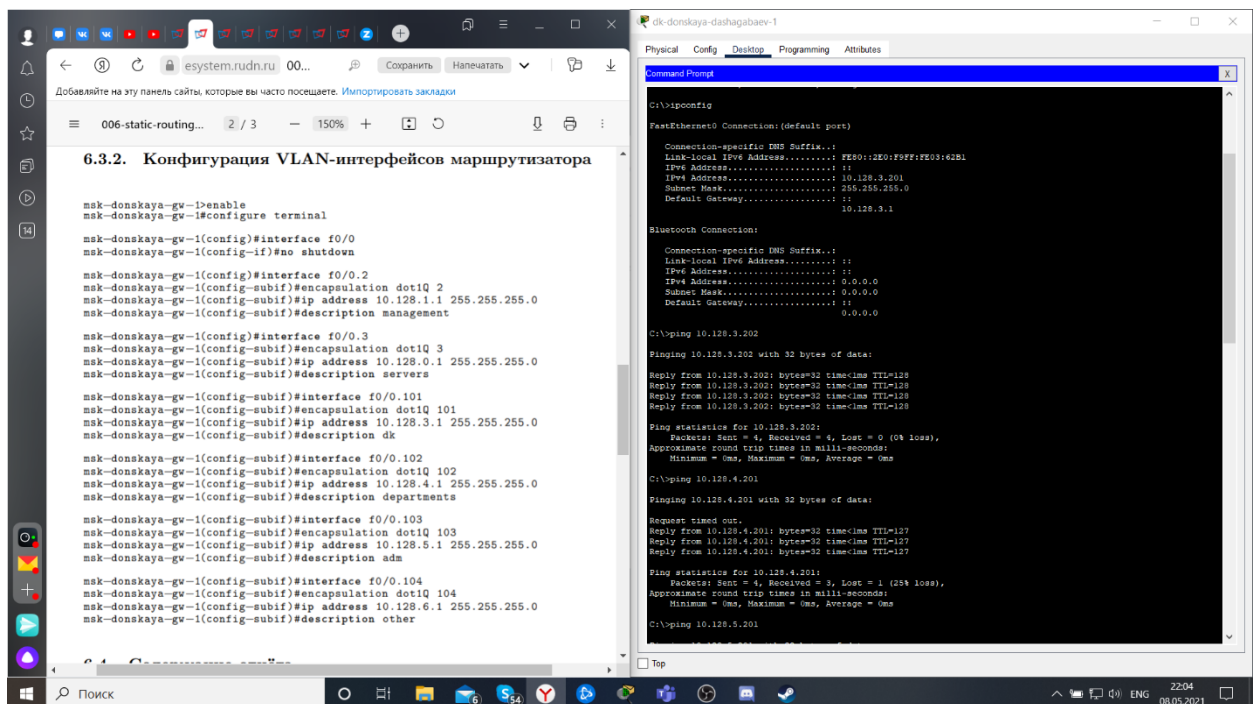 esystem.rudn.ru 00...
Сохранить
Напечатать
Добавляйте на эту панель сайты, которые вы часто посещаете. Импортировать закладки
006-static-routing...
2 / 3
— 150% +
6.3.2. Конфигурация VLAN-интерфейсов маршрутизатора
msk-donskaya-gw-1>enable
msk-donskaya-gw-1#configure terminal
msk-donskaya-gw-1(config)#interface f0/0
msk-donskaya-gw-1(config-if)#no shutdown
msk-donskaya-gw-1(config)#interface f0/0.2
msk-donskaya-gw-1(config-subif)#encapsulation dot1Q 2
msk-donskaya-gw-1(config-subif)#ip address 10.128.1.1 255.255.255.0
msk-donskaya-gw-1(config-subif)#description management
msk-donskaya-gw-1(config)#interface f0/0.3
msk-donskaya-gw-1(config-subif)#encapsulation dot1Q 3
msk-donskaya-gw-1(config-subif)#ip address 10.128.0.1 255.255.255.0
msk-donskaya-gw-1(config-subif)#description servers
msk-donskaya-gw-1(config-subif)#interface f0/0.101
msk-donskaya-gw-1(config-subif)#encapsulation dot1Q 101
msk-donskaya-gw-1(config-subif)#ip address 10.128.3.1 255.255.255.0
msk-donskaya-gw-1(config-subif)#description dk
msk-donskaya-gw-1(config-subif)#interface f0/0.102
msk-donskaya-gw-1(config-subif)#encapsulation dot1Q 102
msk-donskaya-gw-1(config-subif)#ip address 10.128.4.1 255.255.255.0
msk-donskaya-gw-1(config-subif)#description departments
msk-donskaya-gw-1(config-subif)#interface f0/0.103
msk-donskaya-gw-1(config-subif)#encapsulation dot1Q 103
msk-donskaya-gw-1(config-subif)#ip address 10.128.5.1 255.255.255.0
msk-donskaya-gw-1(config-subif)#description adm
msk-donskaya-gw-1(config-subif)#interface f0/0.104
msk-donskaya-gw-1(config-subif)#encapsulation dot1Q 104
msk-donskaya-gw-1(config-subif)#ip address 10.128.6.1 255.255.255.0
msk-donskaya-gw-1(config-subif)#description other
14
dk-donskaya-dashagabaev-1
Physical Config Desktop Programming Attributes
Command Prompt
X
C:\>ipconfig
FastEthernet0 Connection:(default port)
Connection-specific DNS Suffix..:
Link-local IPv6 Address.........: FE80::2E0:F9FF:FE03:62B1
IPv6 Address....................: ::
IPv4 Address....................: 10.128.3.201
Subnet Mask.....................: 255.255.255.0
Default Gateway.................: ::
10.128.3.1
Bluetooth Connection:
Connection-specific DNS Suffix..:
Link-local IPv6 Address.........: ::
IPv6 Address....................: ::
IPv4 Address....................: 0.0.0.0
Subnet Mask.....................: 0.0.0.0
Default Gateway.................: ::
0.0.0.0
C:\>ping 10.128.3.202
Pinging 10.128.3.202 with 32 bytes of data:
Reply from 10.128.3.202: bytes=32 time<1ms TTL=128
Reply from 10.128.3.202: bytes=32 time<1ms TTL=128
Reply from 10.128.3.202: bytes=32 time<1ms TTL=128
Reply from 10.128.3.202: bytes=32 time<1ms TTL=128
Ping statistics for 10.128.3.202:
Packets: Sent = 4, Received = 4, Lost = 0 (0% loss),
Approximate round trip times in milli-seconds:
Minimum = 0ms, Maximum = 0ms, Average = 0ms
C:\>ping 10.128.4.201
Pinging 10.128.4.201 with 32 bytes of data:
Request timed out.
Reply from 10.128.4.201: bytes=32 time<1ms TTL=127
Reply from 10.128.4.201: bytes=32 time<1ms TTL=127
Reply from 10.128.4.201: bytes=32 time<1ms TTL=127
Ping statistics for 10.128.4.201:
Packets: Sent = 4, Received = 3, Lost = 1 (25% loss),
Approximate round trip times in milli-seconds:
Minimum = 0ms, Maximum = 0ms, Average = 0ms
C:\>ping 10.128.5.201
Top
Поиск
6
54
ENG
22:04
08.05.2021